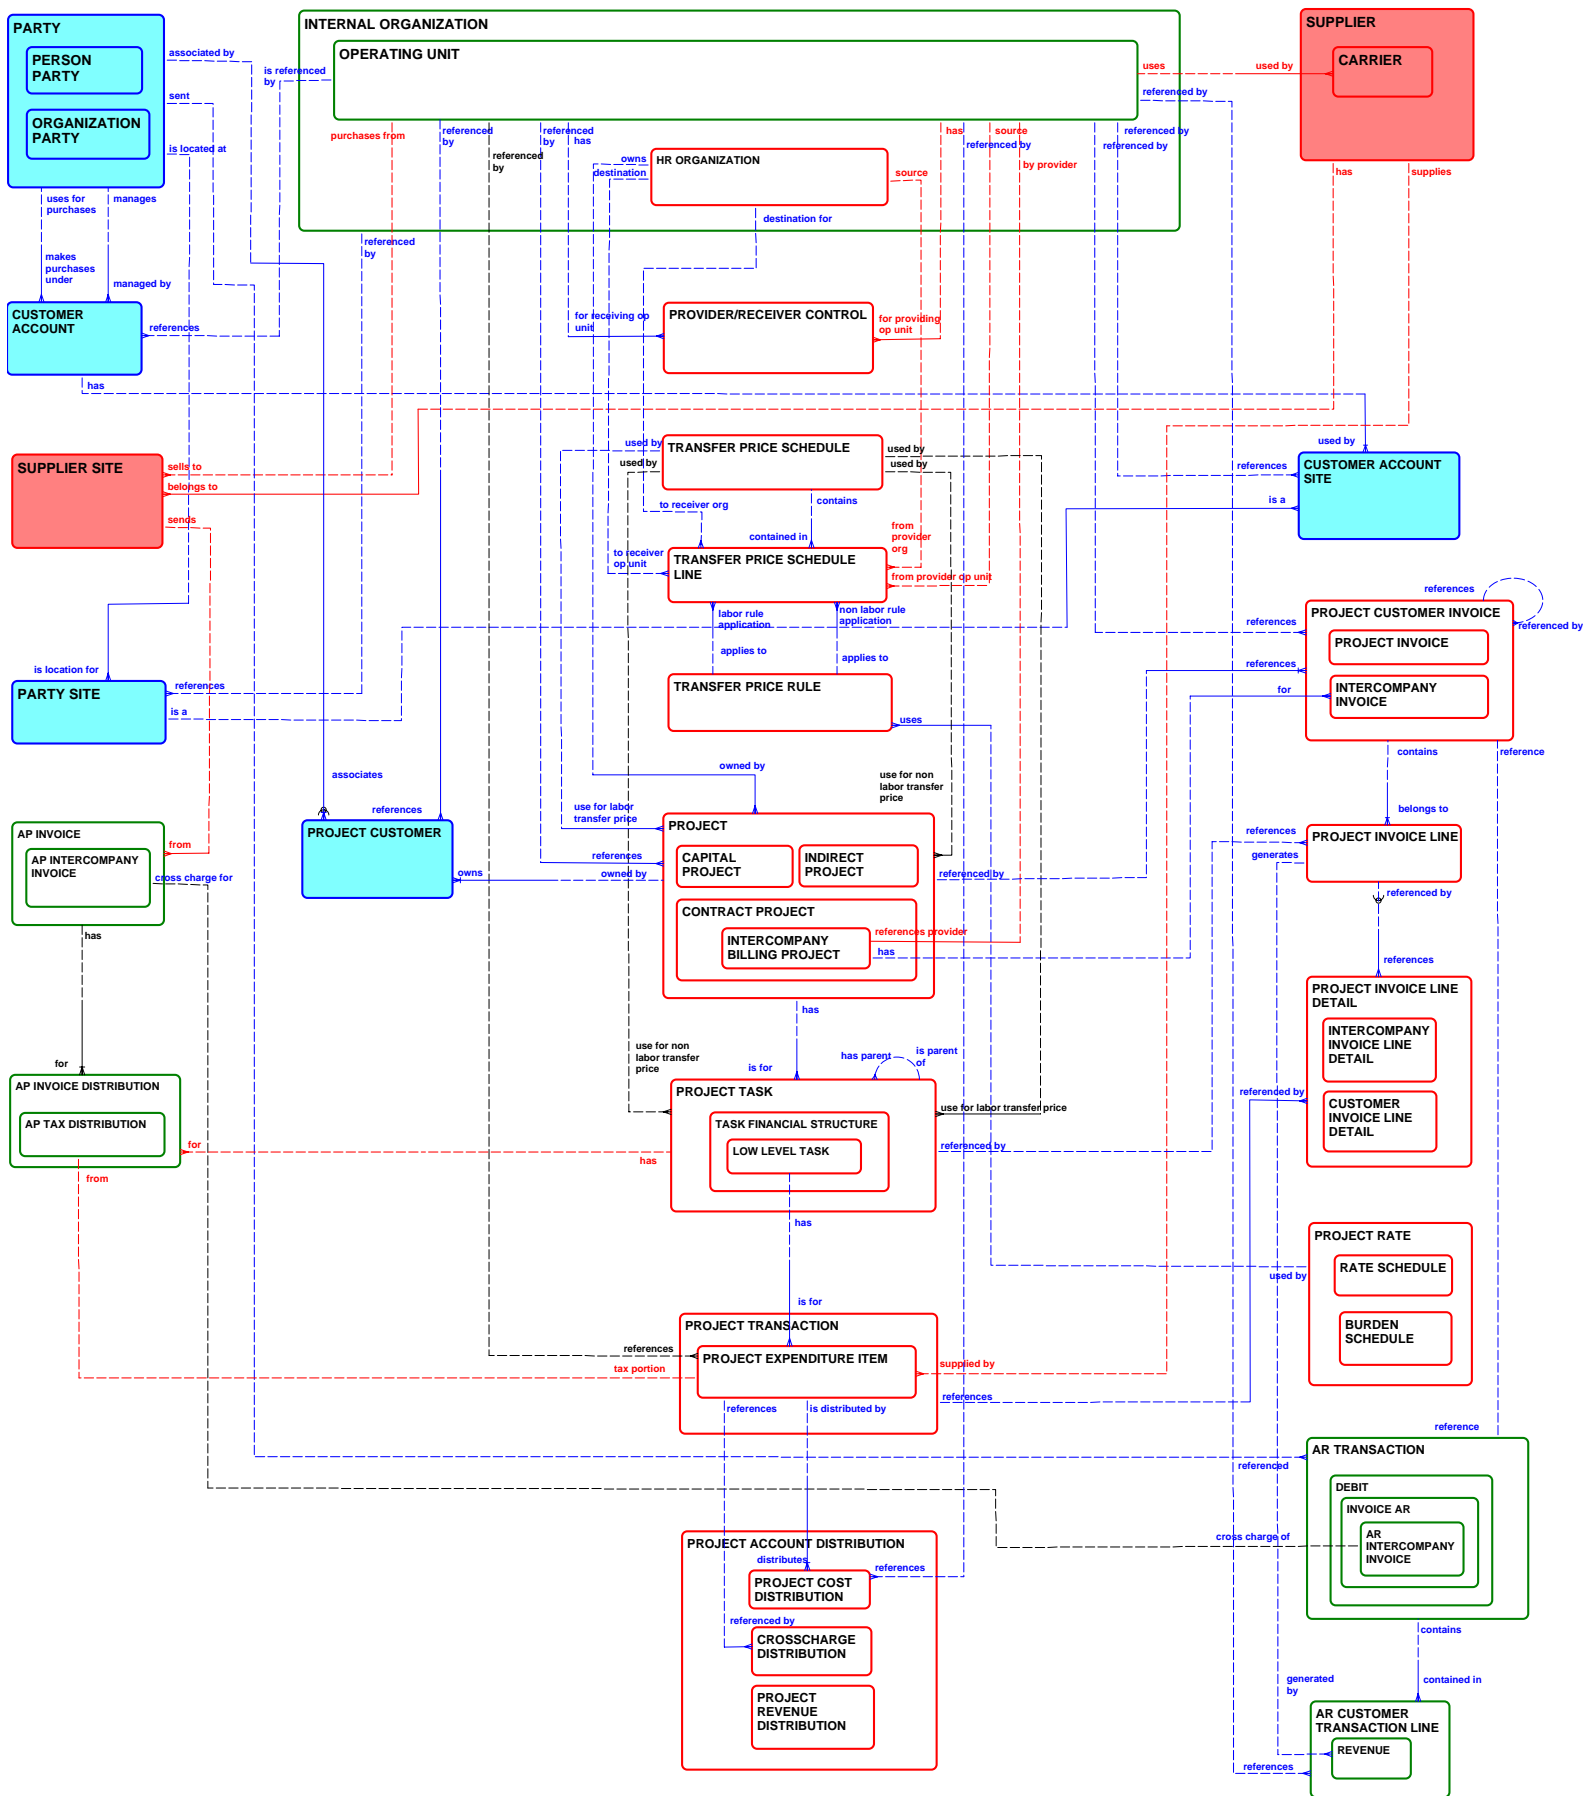 PARTY
PERSON
PARTY
ORGANIZATION
PARTY
associated by
sent
is located at
uses for
purchases
manages
makes
purchases
under
managed by
INTERNAL ORGANIZATION
OPERATING UNIT
is referenced
by
purchases from
referenced
by
referenced
by
referenced
by
has
owns
destination
HR ORGANIZATION
source
destination for
has
source
referenced by
by provider
referenced by
referenced by
referenced by
uses
used by
SUPPLIER
CARRIER
has
supplies
referenced
by
CUSTOMER
ACCOUNT
references
has
for receiving op
unit
PROVIDER/RECEIVER CONTROL
for providing
op unit
SUPPLIER SITE
sells to
belongs to
sends
used by
used by
TRANSFER PRICE SCHEDULE
used by
used by
contains
to receiver org
contained in
from
provider
org
to receiver
op unit
TRANSFER PRICE SCHEDULE
LINE
from provider op unit
labor rule
application
non labor rule
application
applies to
applies to
TRANSFER PRICE RULE
uses
used by
references
is a
CUSTOMER ACCOUNT
SITE
references
references
referenced by
PROJECT CUSTOMER INVOICE
PROJECT INVOICE
INTERCOMPANY
INVOICE
references
for
contains
reference
belongs to
is location for
PARTY SITE
references
is a
associates
references
PROJECT CUSTOMER
owns
owned by
owned by
use for labor
transfer price
references
use for non
labor transfer
price
PROJECT
CAPITAL
PROJECT
INDIRECT
PROJECT
CONTRACT PROJECT
INTERCOMPANY
BILLING PROJECT
referenced by
references provider
has
has
AP INVOICE
AP INTERCOMPANY
INVOICE
from
cross charge for
has
for
AP INVOICE DISTRIBUTION
AP TAX DISTRIBUTION
for
from
has
references
generates
PROJECT INVOICE LINE
referenced by
references
PROJECT INVOICE LINE
DETAIL
INTERCOMPANY
INVOICE LINE
DETAIL
CUSTOMER
INVOICE LINE
DETAIL
referenced by
use for non
labor transfer
price
is for
has parent
is parent
of
PROJECT TASK
TASK FINANCIAL STRUCTURE
LOW LEVEL TASK
use for labor transfer price
referenced by
has
is for
PROJECT RATE
RATE SCHEDULE
BURDEN
SCHEDULE
used by
PROJECT TRANSACTION
PROJECT EXPENDITURE ITEM
references
tax portion
supplied by
references
references
is distributed by
reference
AR TRANSACTION
referenced
DEBIT
INVOICE AR
AR
INTERCOMPANY
INVOICE
cross charge of
PROJECT ACCOUNT DISTRIBUTION
distributes
references
PROJECT COST
DISTRIBUTION
referenced by
CROSSCHARGE
DISTRIBUTION
PROJECT
REVENUE
DISTRIBUTION
contains
generated
by
contained in
AR CUSTOMER
TRANSACTION LINE
REVENUE
references